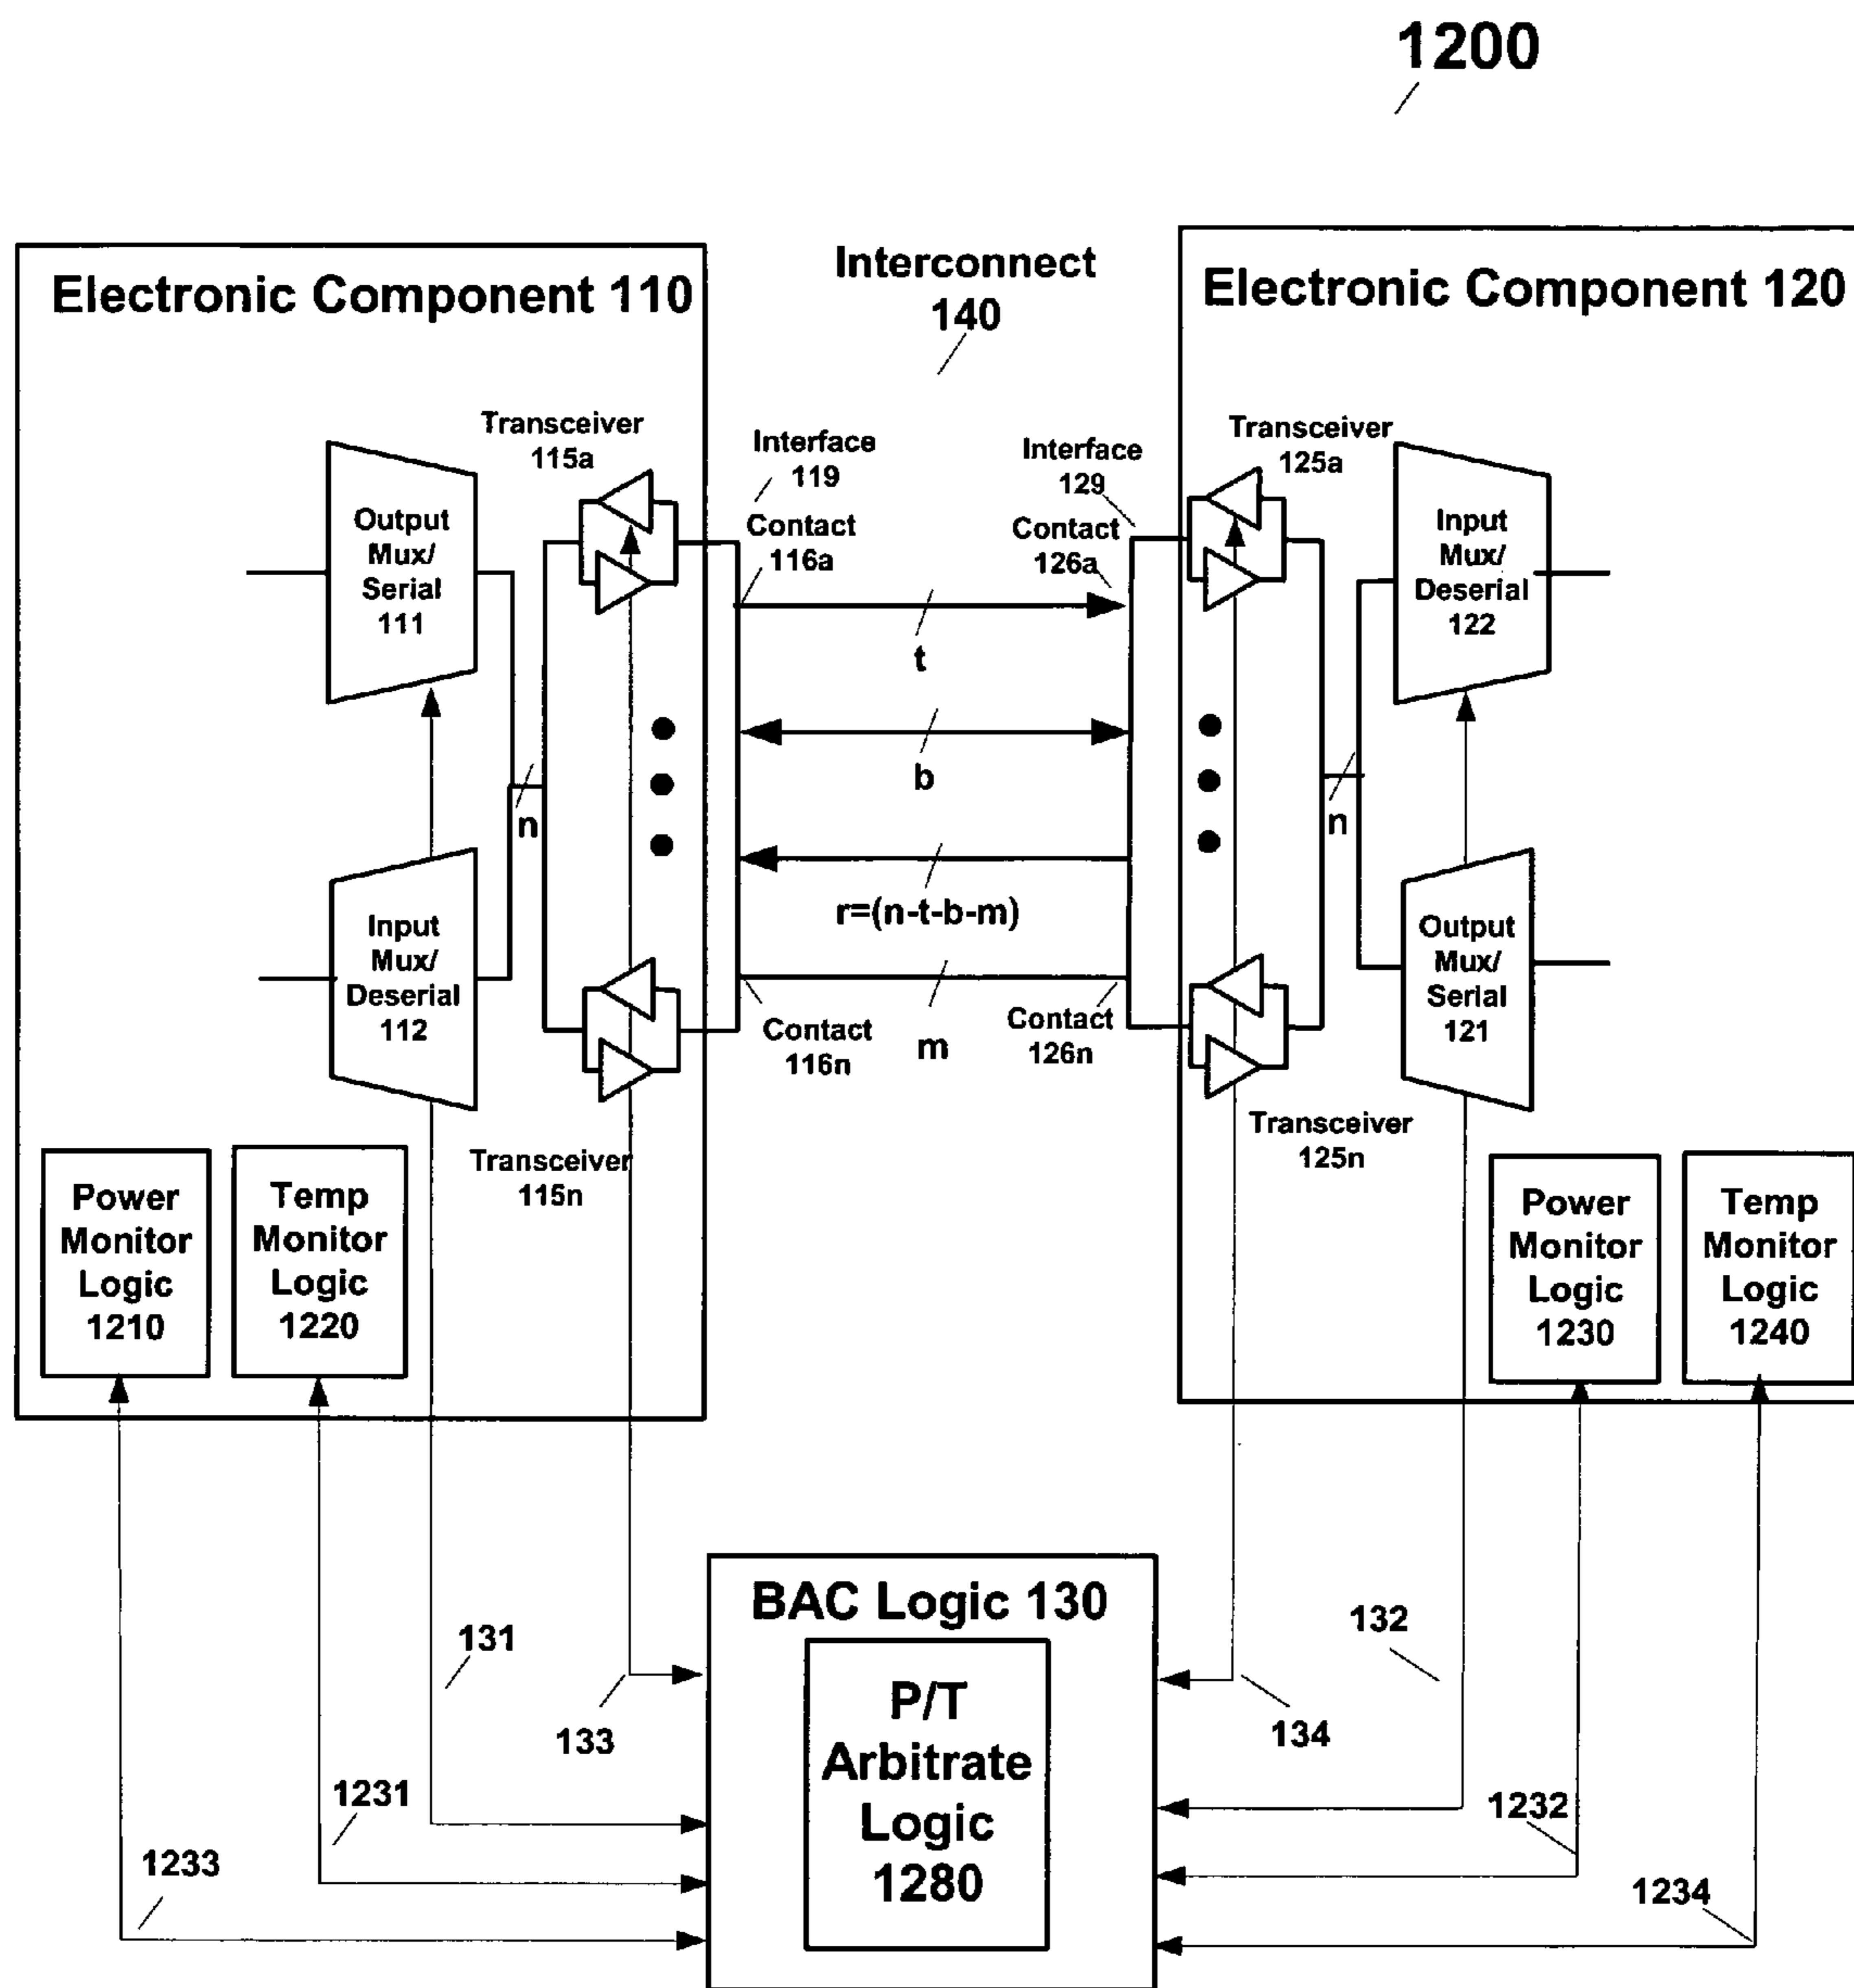 1200
Electronic Component 110
Interconnect
140
Electronic Component 120
Transceiver
115a
Interface
119
Contact
116a
Interface
129
Contact
126a
Transceiver
125a
Output
Mux/
Serial
111
Input
Mux/
Deserial
122
t
b
n
n
r=(n-t-b-m)
m
Input
Mux/
Deserial
112
Output
Mux/
Serial
121
Contact
116n
Contact
126n
Transceiver
115n
Transceiver
125n
Power
Monitor
Logic
1210
Temp
Monitor
Logic
1220
Power
Monitor
Logic
1230
Temp
Monitor
Logic
1240
BAC Logic 130
P/T
Arbitrate
Logic
1280
131
133
1231
1233
132
134
1232
1234